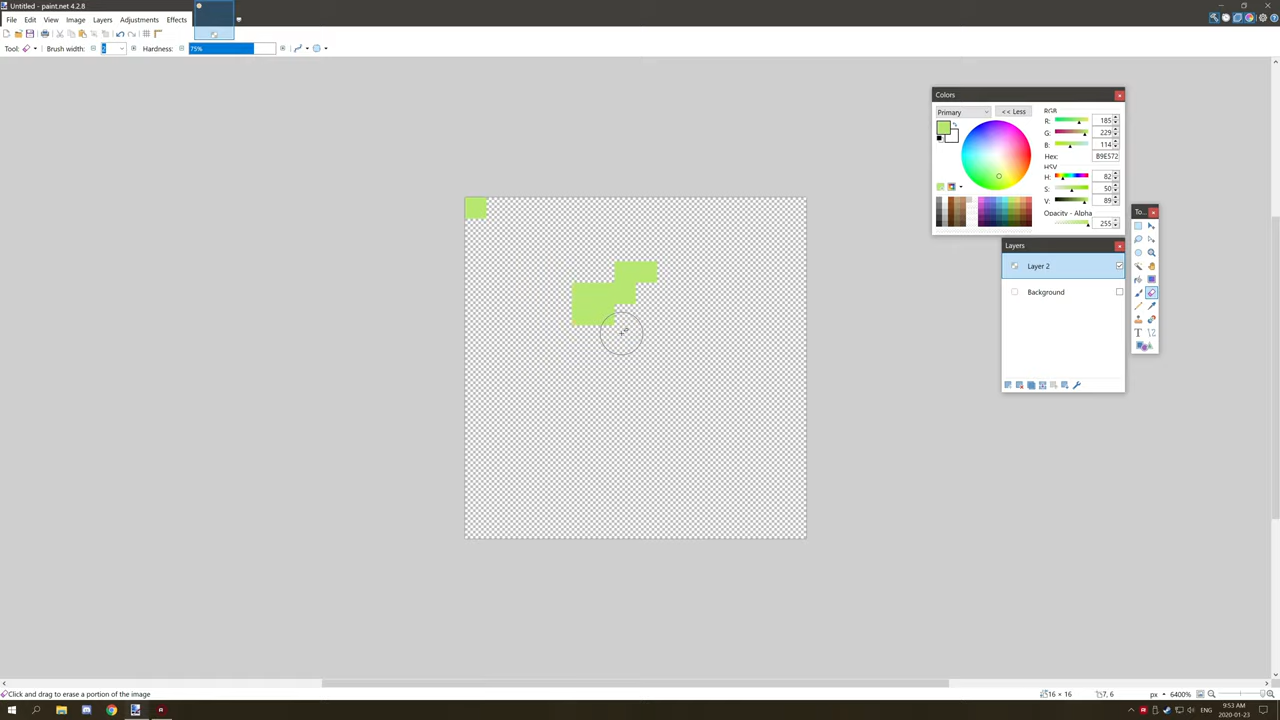 Untitled - paint.net 4.2.8
File Edit View Image Layers Adjustments Effects
Tool: Brush width: 2 Hardness: 75%
Colors
Primary << Less
RGB
R: 185
G: 229
B: 114
Hex: B9E572
HSV
H: 82
S: 50
V: 89
Opacity - Alpha
255
To...
Layers
Layer 2
Background
Click and drag to erase a portion of the image
16 × 16
7, 6
px
6400%
ENG
9:53 AM
2020-01-23